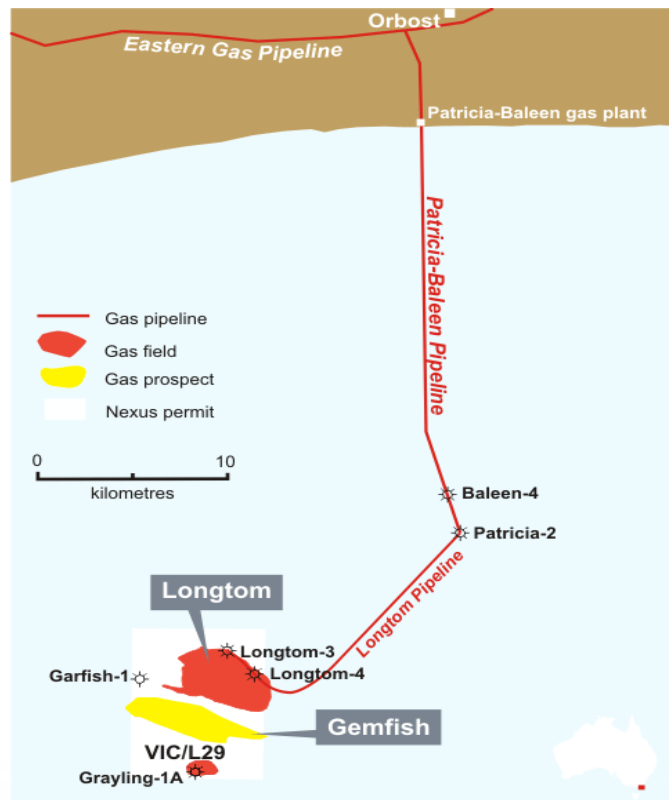 Orbost
Eastern Gas Pipeline
Patricia-Baleen gas plant
Patricia-Baleen Pipeline
Gas pipeline
Gas field
Gas prospect
Nexus permit
0 10
kilometres
Baleen-4
Patricia-2
Longtom Pipeline
Longtom
Longtom-3
Garfish-1
Longtom-4
Gemfish
VIC/L29
Grayling-1A